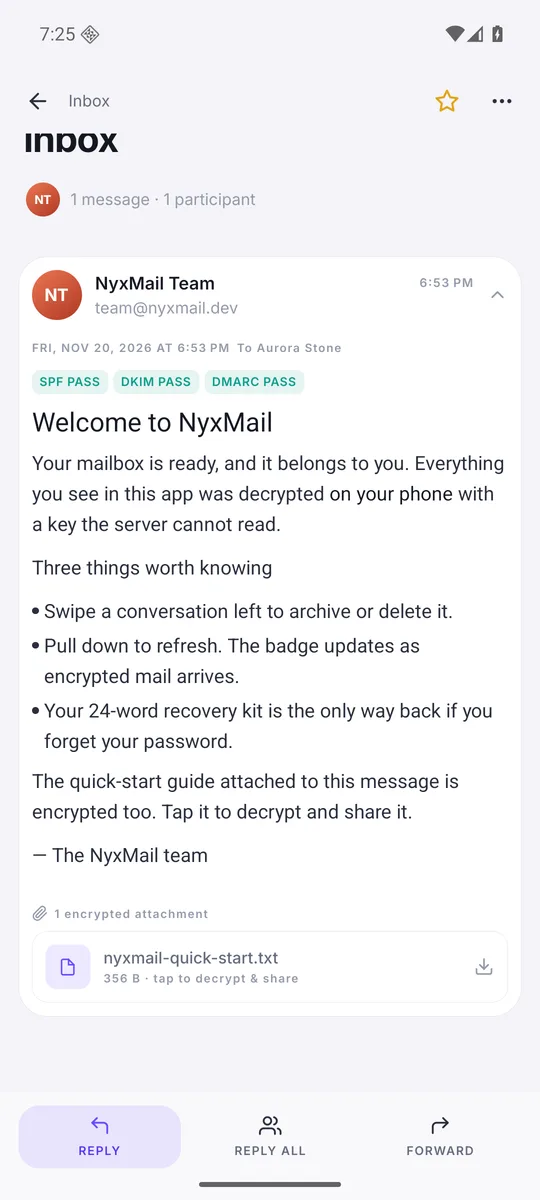 7:25
Inbox
Inbox
NT
1 message · 1 participant
NT
NyxMail Team
6:53 PM
team@nyxmail.dev
FRI, NOV 20, 2026 AT 6:53 PM To Aurora Stone
SPF PASS DKIM PASS DMARC PASS
Welcome to NyxMail
Your mailbox is ready, and it belongs to you. Everything
you see in this app was decrypted on your phone with
a key the server cannot read.
Three things worth knowing
• Swipe a conversation left to archive or delete it.
• Pull down to refresh. The badge updates as
encrypted mail arrives.
• Your 24-word recovery kit is the only way back if you
forget your password.
The quick-start guide attached to this message is
encrypted too. Tap it to decrypt and share it.
— The NyxMail team
1 encrypted attachment
nyxmail-quick-start.txt
356 B · tap to decrypt & share
REPLY REPLY ALL FORWARD